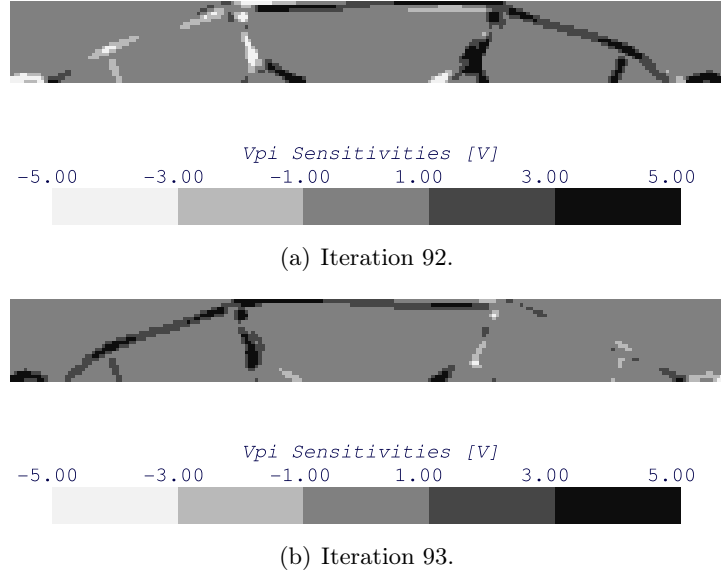 Vpi Sensitivities [V]
-5.00 -3.00 -1.00 1.00 3.00 5.00
(a) Iteration 92.
Vpi Sensitivities [V]
-5.00 -3.00 -1.00 1.00 3.00 5.00
(b) Iteration 93.